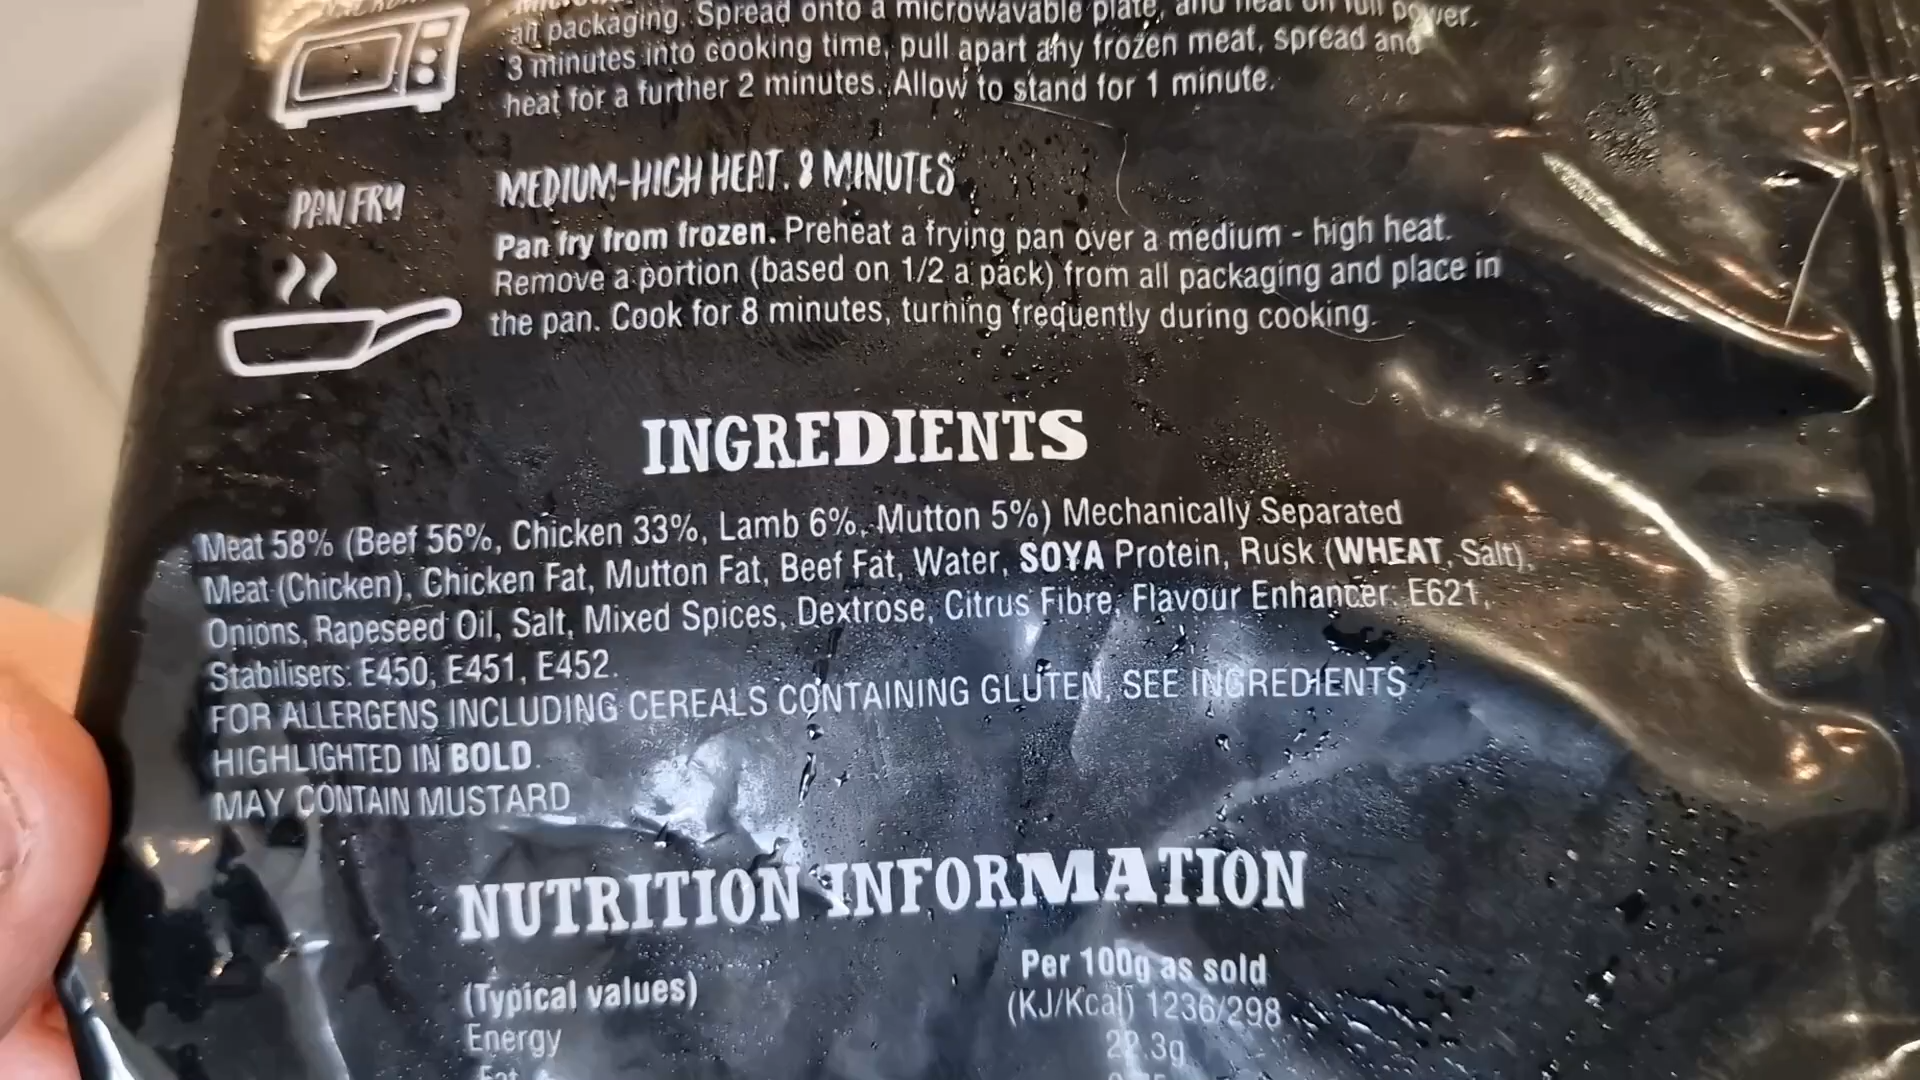 all packaging. Spread onto a microwavable plate, and heat on full power.
3 minutes into cooking time, pull apart any frozen meat, spread and
heat for a further 2 minutes. Allow to stand for 1 minute.
PAN FRY
MEDIUM-HIGH HEAT. 8 MINUTES
Pan fry from frozen. Preheat a frying pan over a medium - high heat.
Remove a portion (based on 1/2 a pack) from all packaging and place in
the pan. Cook for 8 minutes, turning frequently during cooking.
INGREDIENTS
Meat 58% (Beef 56%, Chicken 33%, Lamb 6%, Mutton 5%) Mechanically Separated
Meat (Chicken), Chicken Fat, Mutton Fat, Beef Fat, Water, SOYA Protein, Rusk (WHEAT, Salt),
Onions, Rapeseed Oil, Salt, Mixed Spices, Dextrose, Citrus Fibre, Flavour Enhancer: E621,
Stabilisers: E450, E451, E452.
FOR ALLERGENS INCLUDING CEREALS CONTAINING GLUTEN, SEE INGREDIENTS
HIGHLIGHTED IN BOLD.
MAY CONTAIN MUSTARD
NUTRITION INFORMATION
(Typical values) Per 100g as sold
Energy (KJ/Kcal) 1236/298
Fat 22.3g